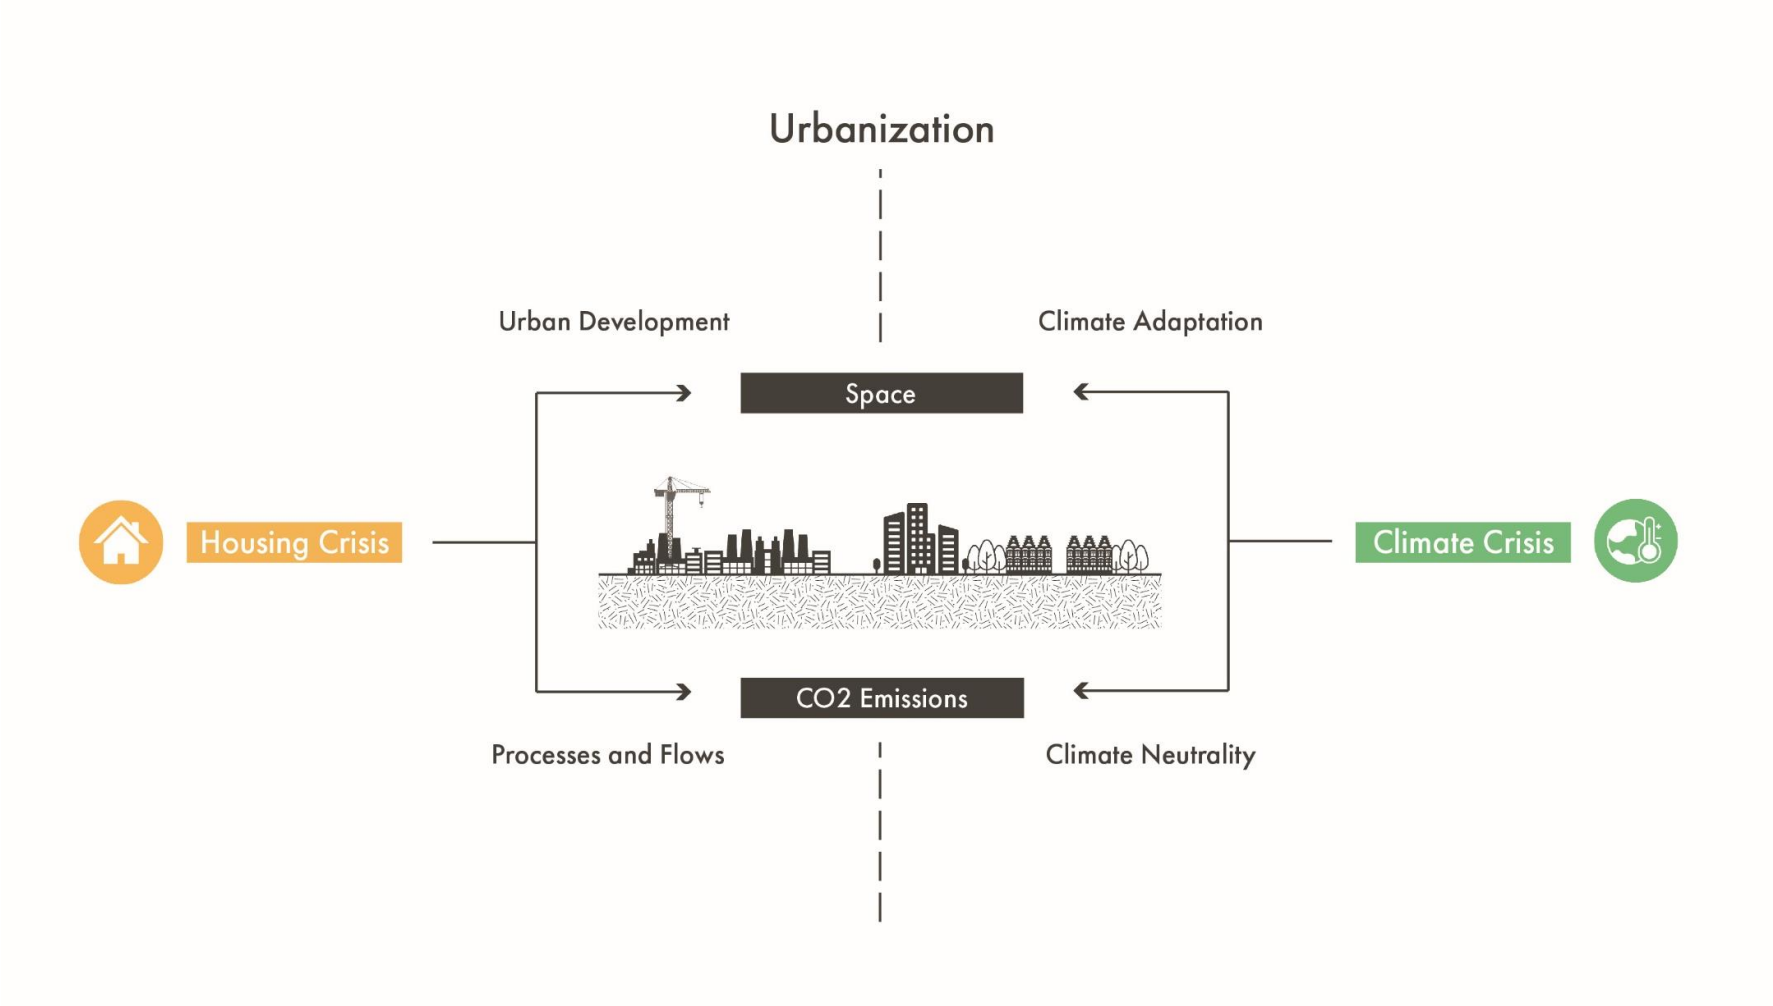 Urbanization
Urban Development
Climate Adaptation
Space
Housing Crisis
Climate Crisis
CO2 Emissions
Processes and Flows
Climate Neutrality